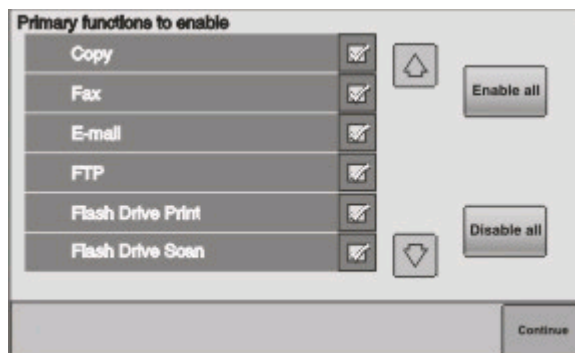 Primary functions to enable
Copy
Fax
E-mail
FTP
Flash Drive Print
Flash Drive Scan
Enable all
Disable all
Continue